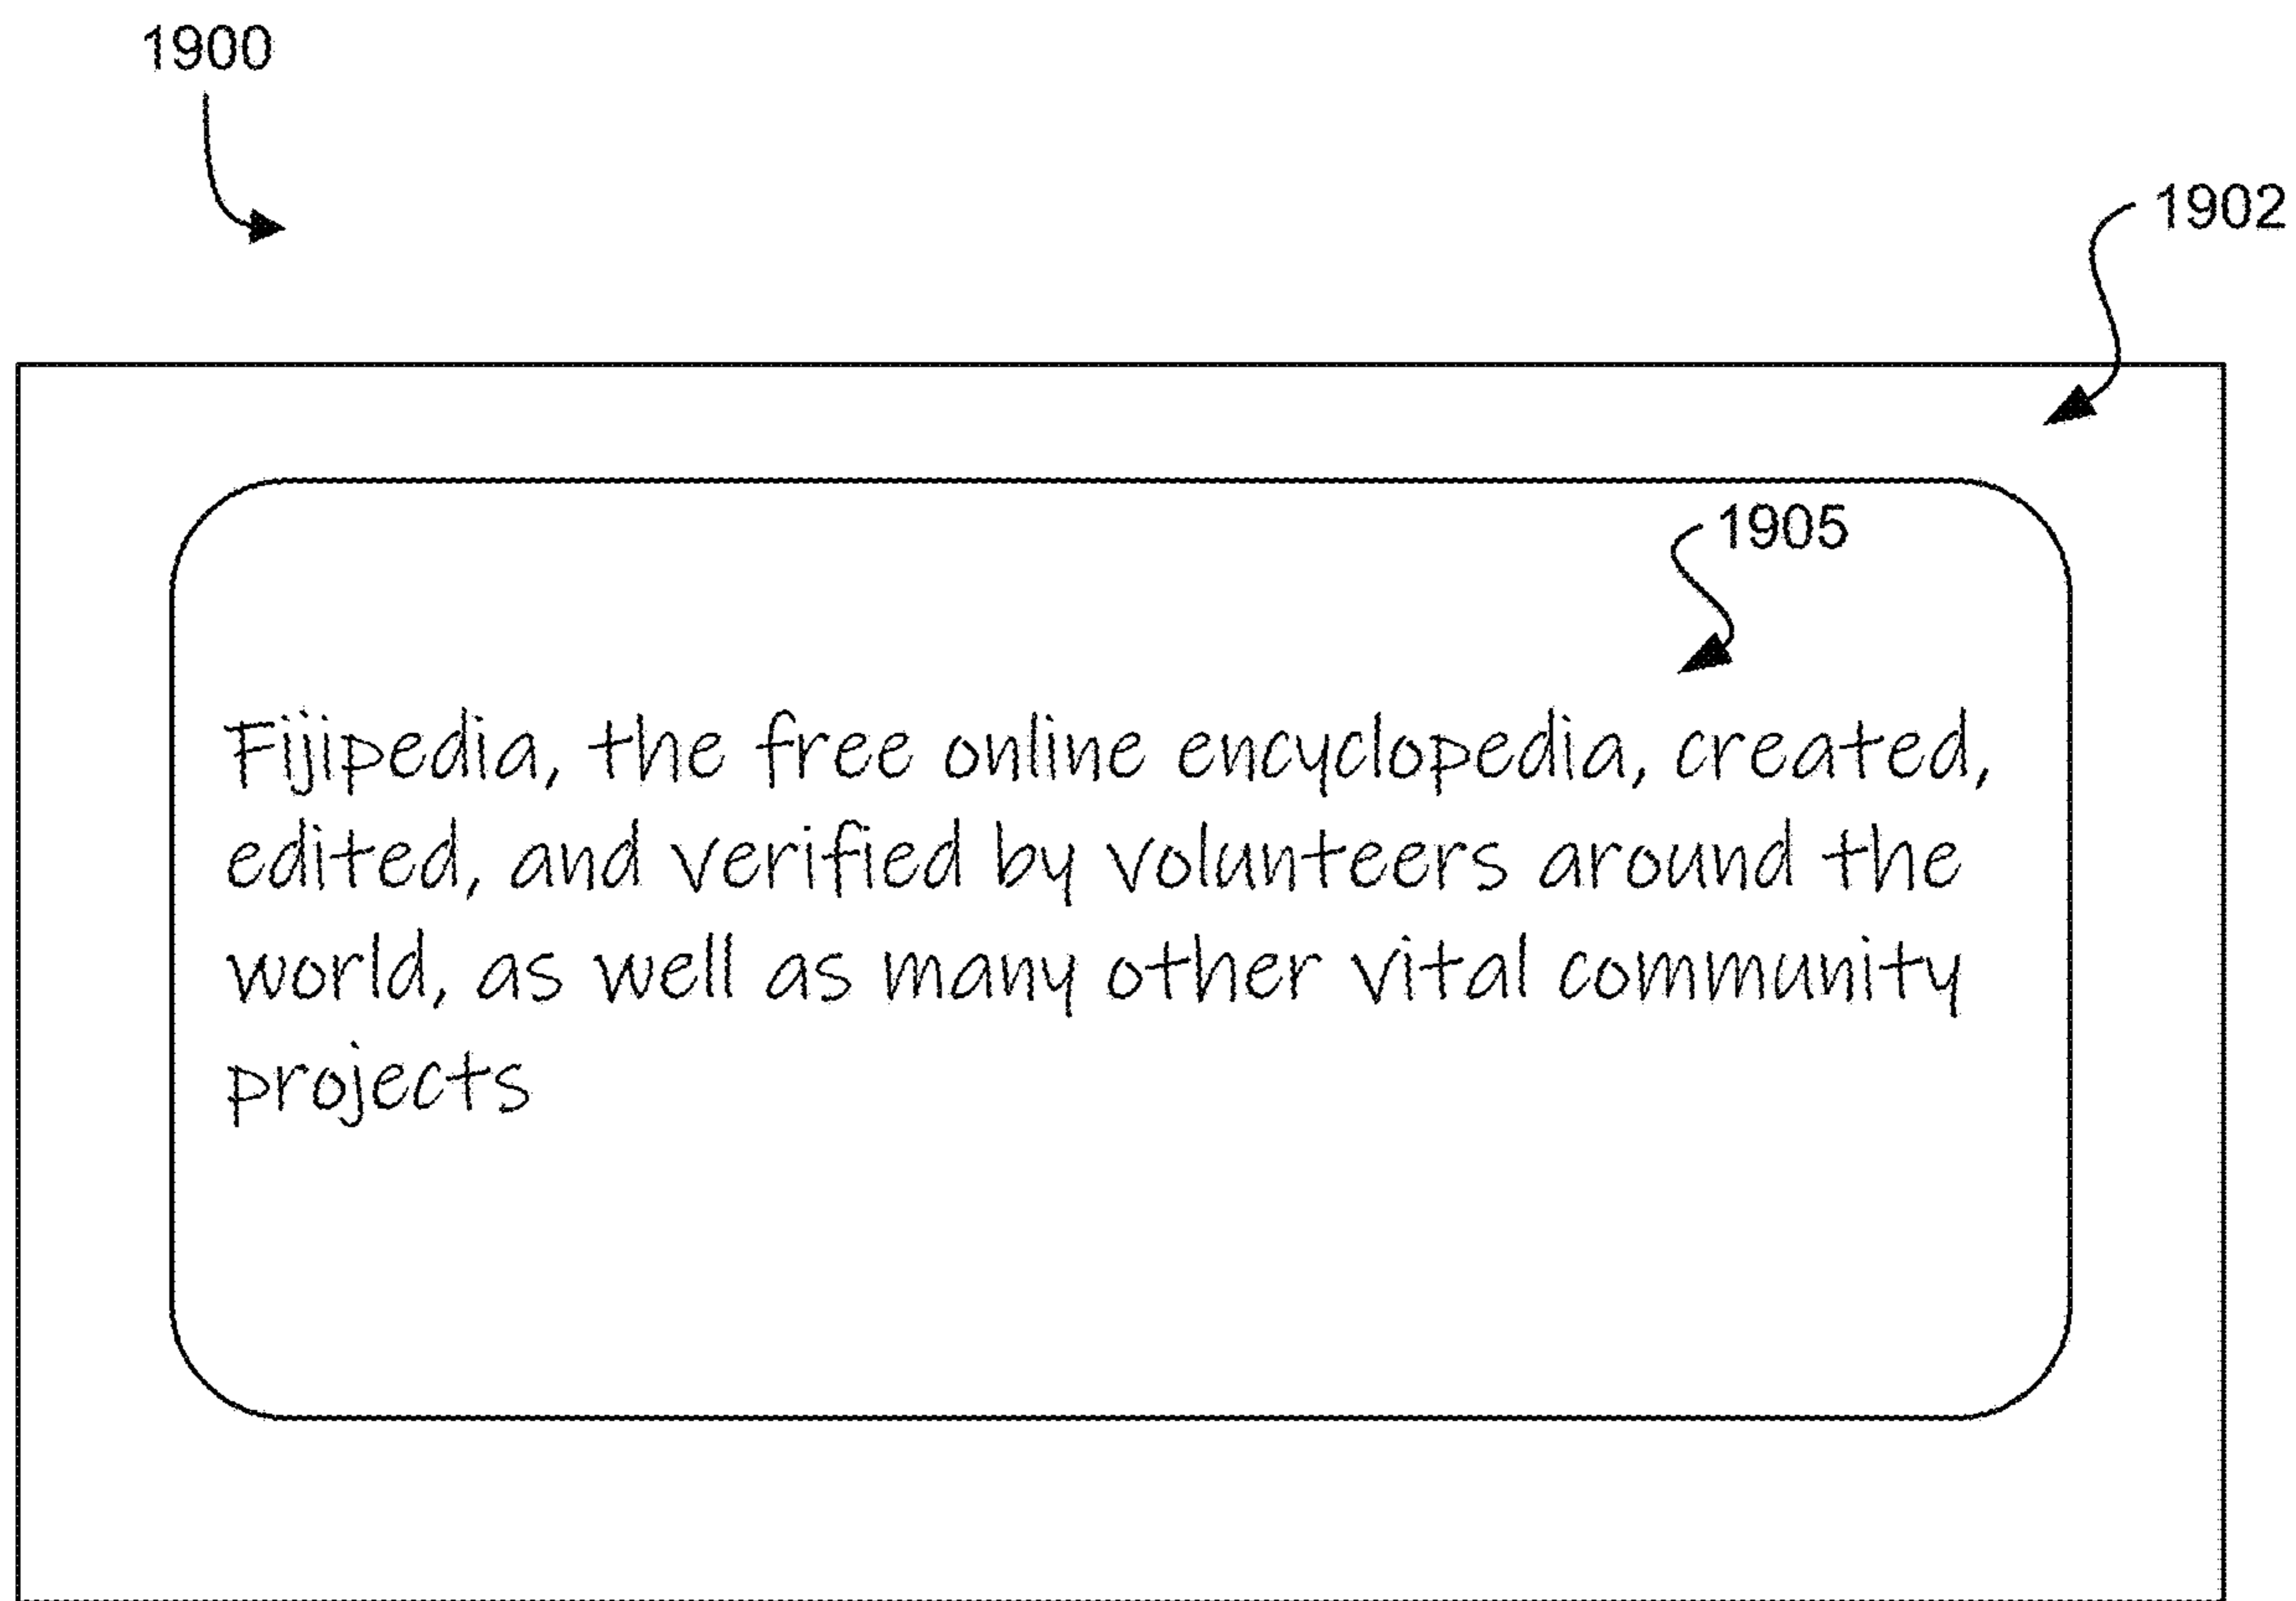 1900
1902
1905
Fijipedia, the free online encyclopedia, created,
edited, and verified by volunteers around the
world, as well as many other vital community
projects